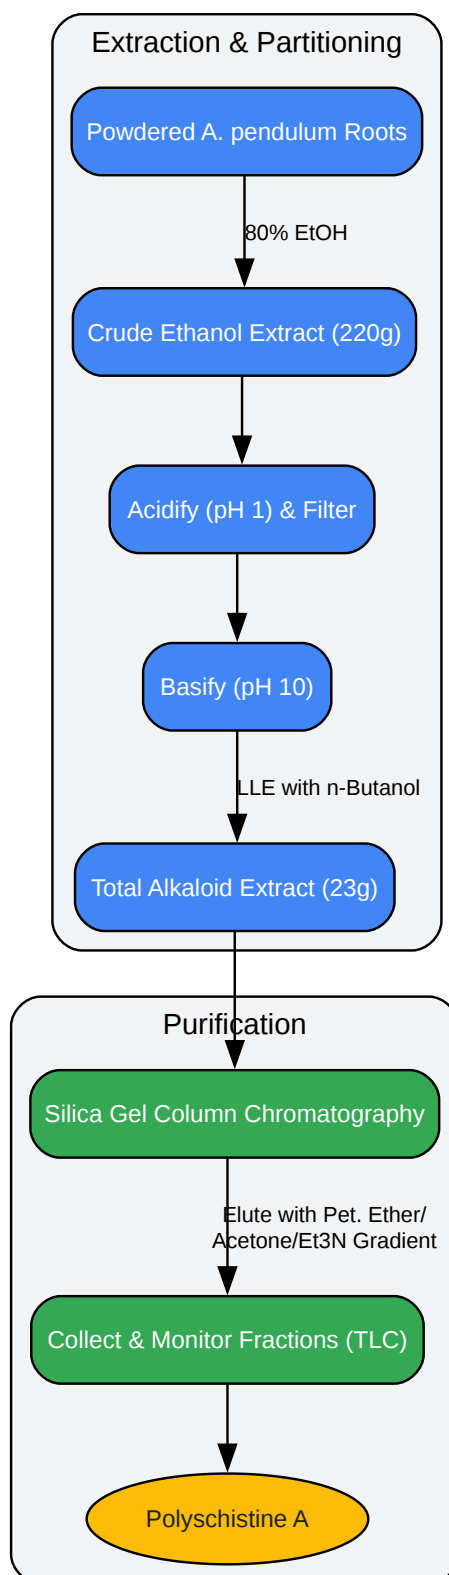 Extraction & Partitioning
Powdered A. pendulum Roots
80% EtOH
Crude Ethanol Extract (220g)
Acidify (pH 1) & Filter
Basify (pH 10)
LLE with n-Butanol
Total Alkaloid Extract (23g)
Purification
Silica Gel Column Chromatography
Elute with Pet. Ether/
Acetone/Et3N Gradient
Collect & Monitor Fractions (TLC)
Polyschistine A